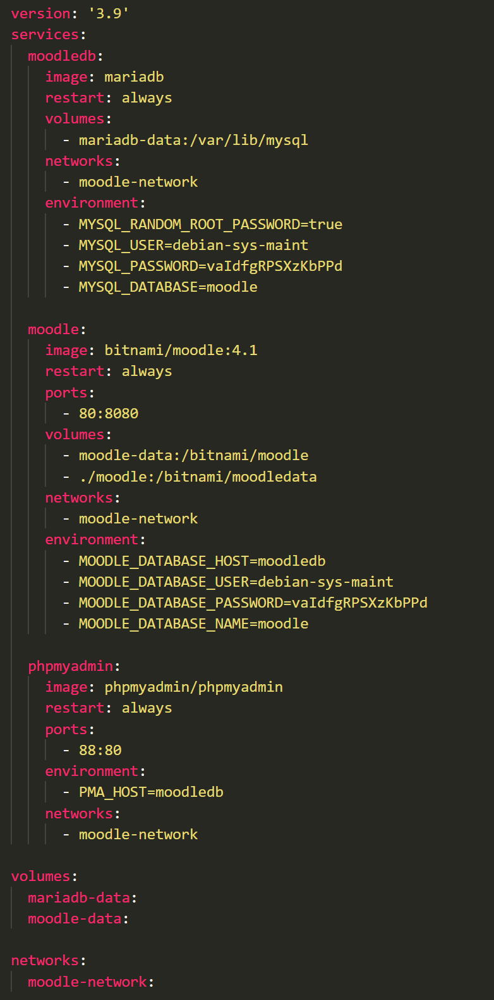 version: '3.9'
services:
  moodledb:
    image: mariadb
    restart: always
    volumes:
      - mariadb-data:/var/lib/mysql
    networks:
      - moodle-network
    environment:
      - MYSQL_RANDOM_ROOT_PASSWORD=true
      - MYSQL_USER=debian-sys-maint
      - MYSQL_PASSWORD=vaIdfgRPSXzKbPPd
      - MYSQL_DATABASE=moodle

  moodle:
    image: bitnami/moodle:4.1
    restart: always
    ports:
      - 80:8080
    volumes:
      - moodle-data:/bitnami/moodle
      - ./moodle:/bitnami/moodledata
    networks:
      - moodle-network
    environment:
      - MOODLE_DATABASE_HOST=moodledb
      - MOODLE_DATABASE_USER=debian-sys-maint
      - MOODLE_DATABASE_PASSWORD=vaIdfgRPSXzKbPPd
      - MOODLE_DATABASE_NAME=moodle

  phpmyadmin:
    image: phpmyadmin/phpmyadmin
    restart: always
    ports:
      - 88:80
    environment:
      - PMA_HOST=moodledb
    networks:
      - moodle-network

volumes:
  mariadb-data:
  moodle-data:

networks:
  moodle-network: